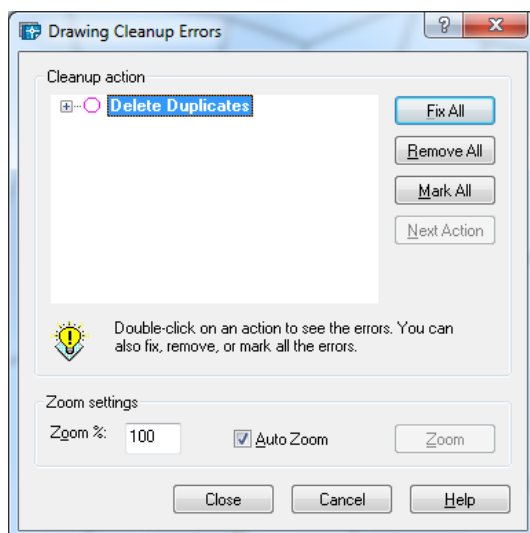 Drawing Cleanup Errors
?
Cleanup action
Delete Duplicates
Fix All
Remove All
Mark All
Next Action
Double-click on an action to see the errors. You can
also fix, remove, or mark all the errors.
Zoom settings
Zoom %: 100 Auto Zoom Zoom
Close Cancel Help